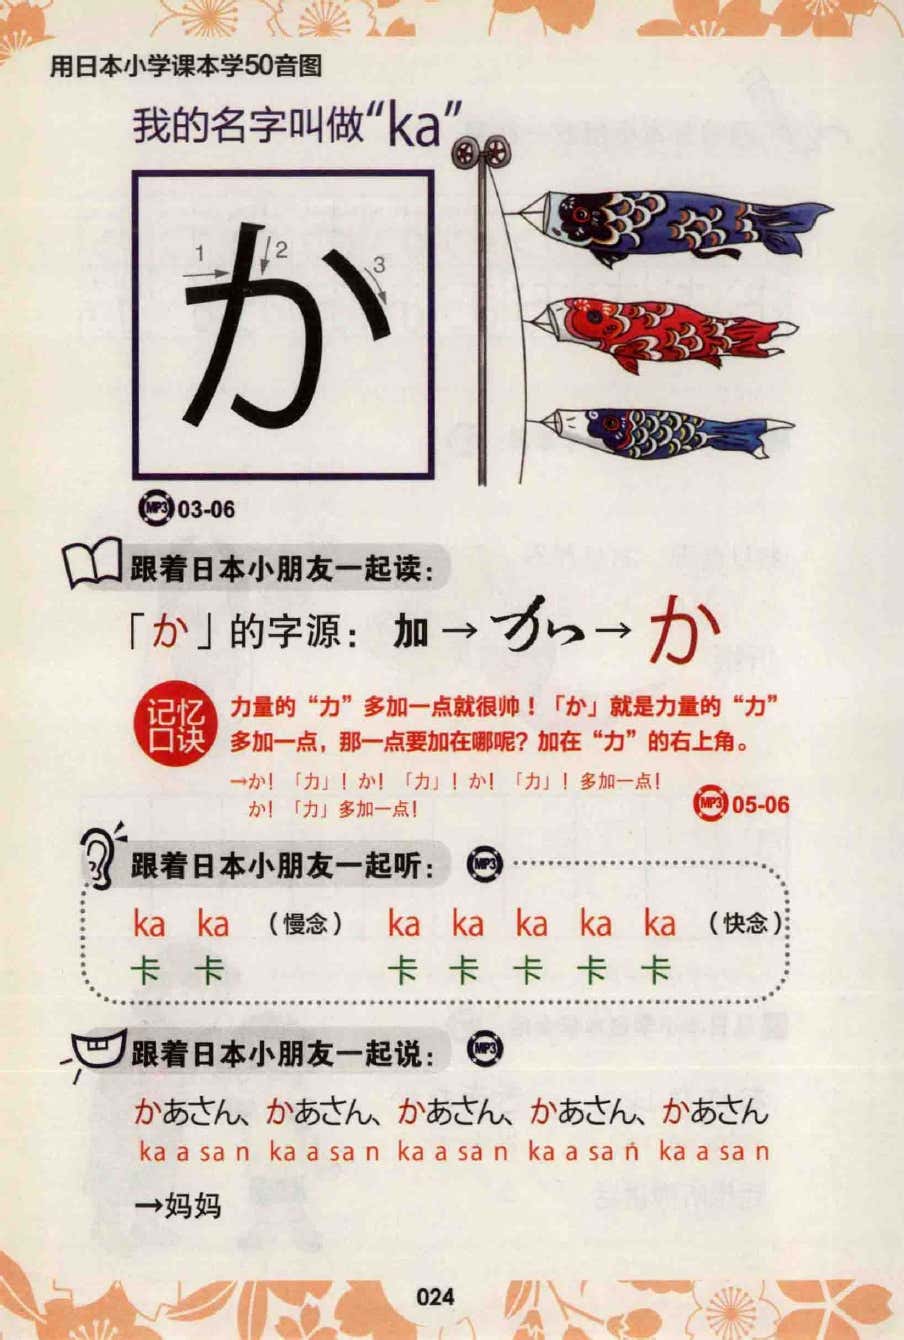 用日本小学课本学50音图
我的名字叫做“ka”
か
1
2
3
MP3 03-06
跟着日本小朋友一起读：
「か」的字源：加→か→か
记忆口诀
力量的“力”多加一点就很帅！「か」就是力量的“力”
多加一点，那一点要加在哪呢？加在“力”的右上角。
→か！「力」！か！「力」！か！「力」！多加一点！
か！「力」多加一点！
MP3 05-06
跟着日本小朋友一起听： MP3
ka ka （慢念） ka ka ka ka ka （快念）
卡 卡 卡 卡 卡 卡 卡
跟着日本小朋友一起说： MP3
かあさん、かあさん、かあさん、かあさん、かあさん
ka a sa n ka a sa n ka a sa n ka a sa n ka a sa n
→妈妈
024